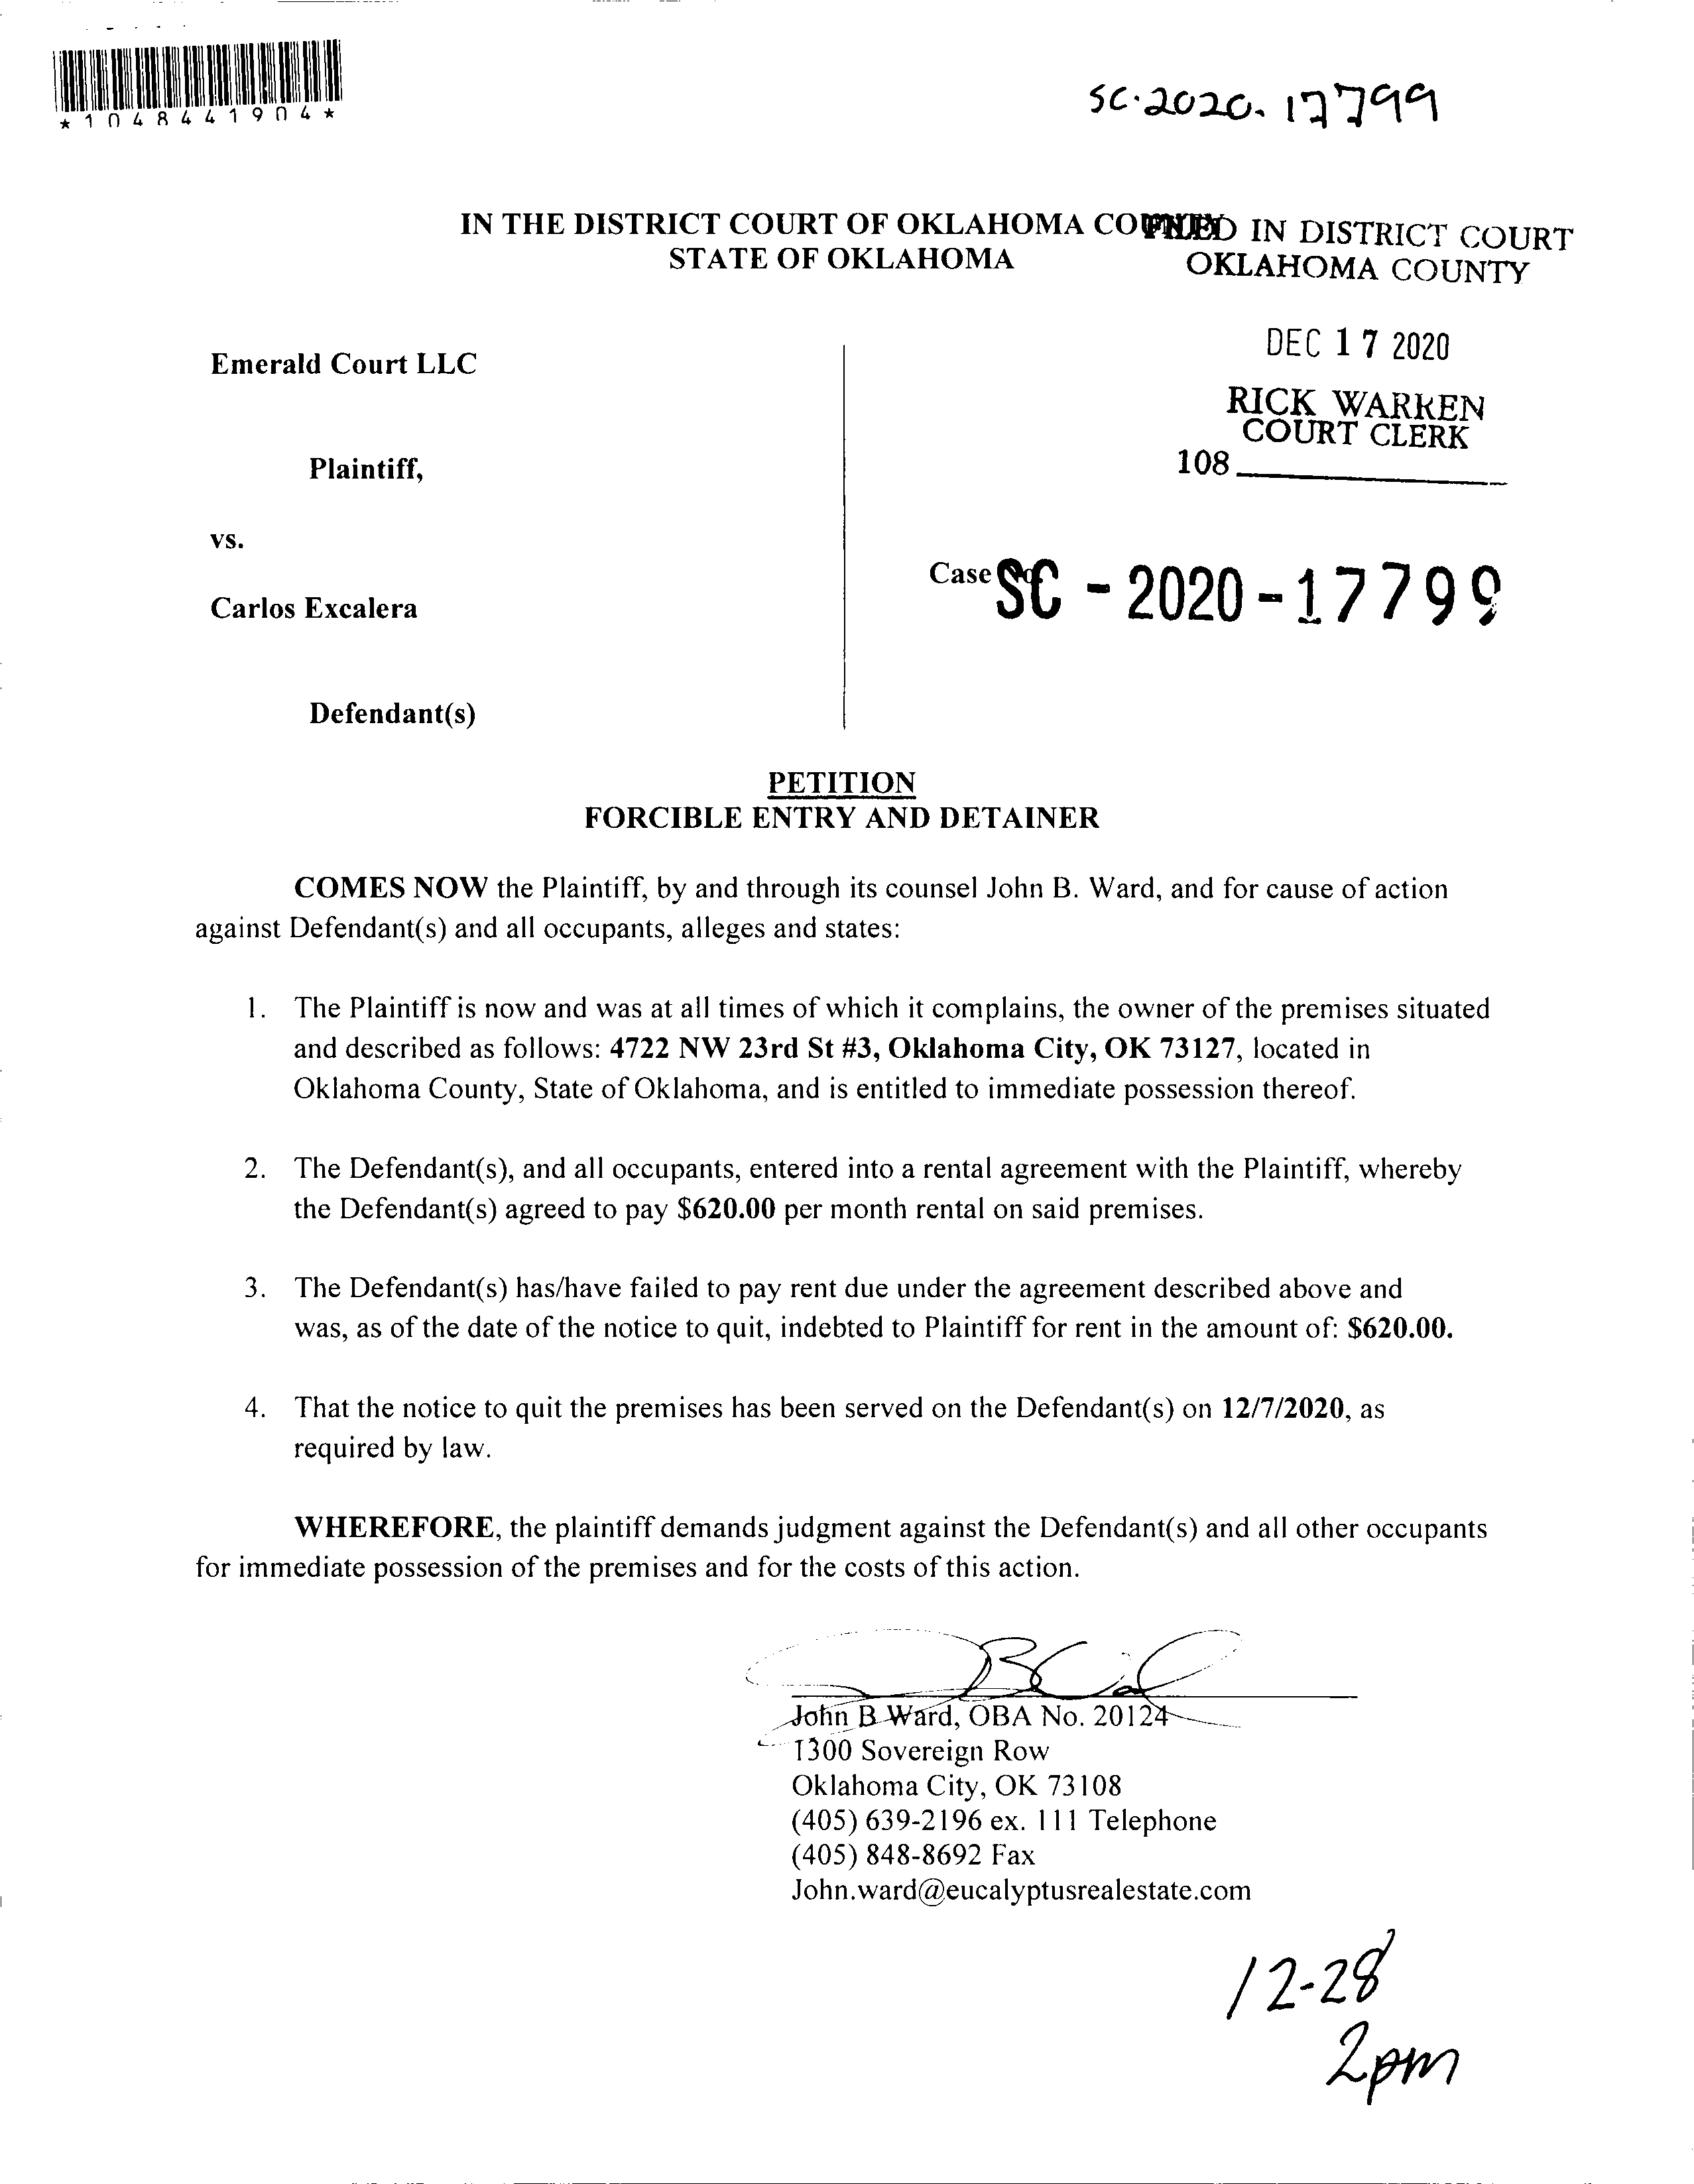 *1048441904*
SC-2020-17799
IN THE DISTRICT COURT OF OKLAHOMA COUNTY
STATE OF OKLAHOMA
FILED IN DISTRICT COURT
OKLAHOMA COUNTY
DEC 17 2020
RICK WARREN
COURT CLERK
108
Emerald Court LLC
Plaintiff,
vs.
Case No. SC-2020-17799
Carlos Excalera
Defendant(s)
PETITION
FORCIBLE ENTRY AND DETAINER
COMES NOW the Plaintiff, by and through its counsel John B. Ward, and for cause of action
against Defendant(s) and all occupants, alleges and states:
1. The Plaintiff is now and was at all times of which it complains, the owner of the premises situated
and described as follows: 4722 NW 23rd St #3, Oklahoma City, OK 73127, located in
Oklahoma County, State of Oklahoma, and is entitled to immediate possession thereof.
2. The Defendant(s), and all occupants, entered into a rental agreement with the Plaintiff, whereby
the Defendant(s) agreed to pay $620.00 per month rental on said premises.
3. The Defendant(s) has/have failed to pay rent due under the agreement described above and
was, as of the date of the notice to quit, indebted to Plaintiff for rent in the amount of: $620.00.
4. That the notice to quit the premises has been served on the Defendant(s) on 12/7/2020, as
required by law.
WHEREFORE, the plaintiff demands judgment against the Defendant(s) and all other occupants
for immediate possession of the premises and for the costs of this action.
John B Ward, OBA No. 20124
1300 Sovereign Row
Oklahoma City, OK 73108
(405) 639-2196 ex. 111 Telephone
(405) 848-8692 Fax
John.ward@eucalyptusrealestate.com
12-28
2pm